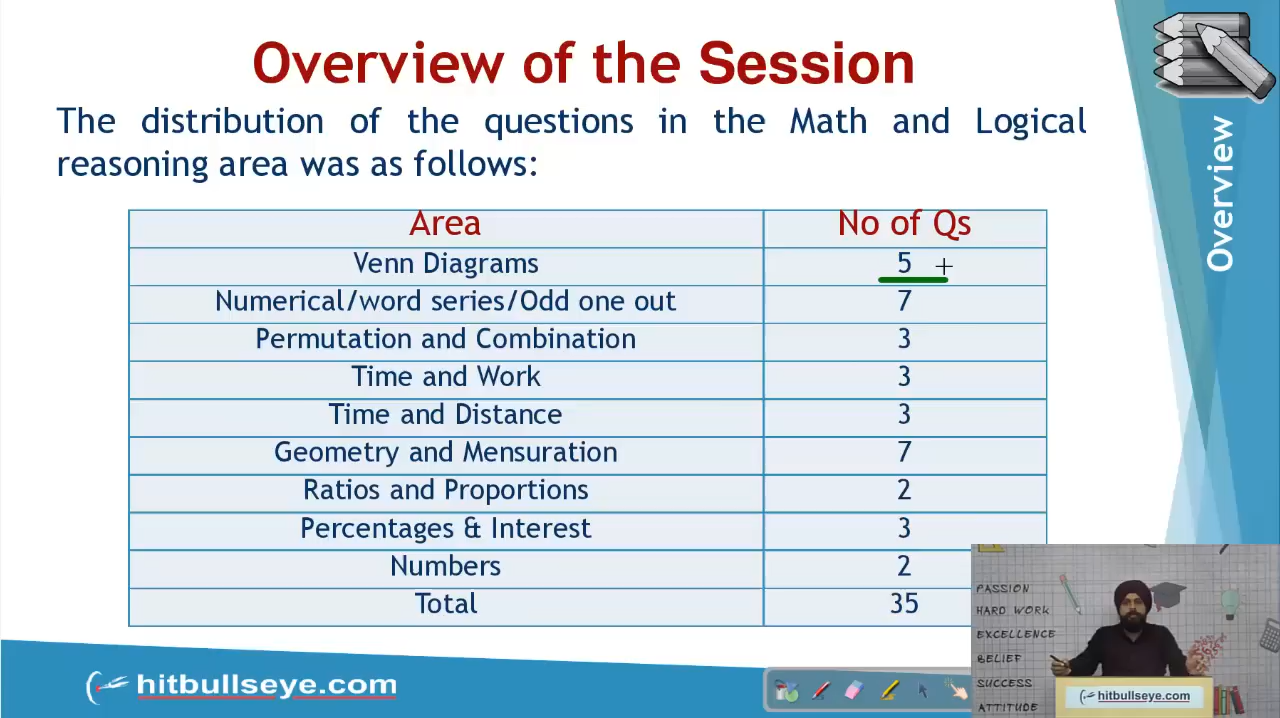 Overview of the Session
The distribution of the questions in the Math and Logical
reasoning area was as follows:
Area No of Qs
Venn Diagrams 5
Numerical/word series/Odd one out 7
Permutation and Combination 3
Time and Work 3
Time and Distance 3
Geometry and Mensuration 7
Ratios and Proportions 2
Percentages & Interest 3
Numbers 2
Total 35
Overview
PASSION
HARD WORK
EXCELLENCE
BELIEF
SUCCESS
ATTITUDE
hitbullseye.com
hitbullseye.com